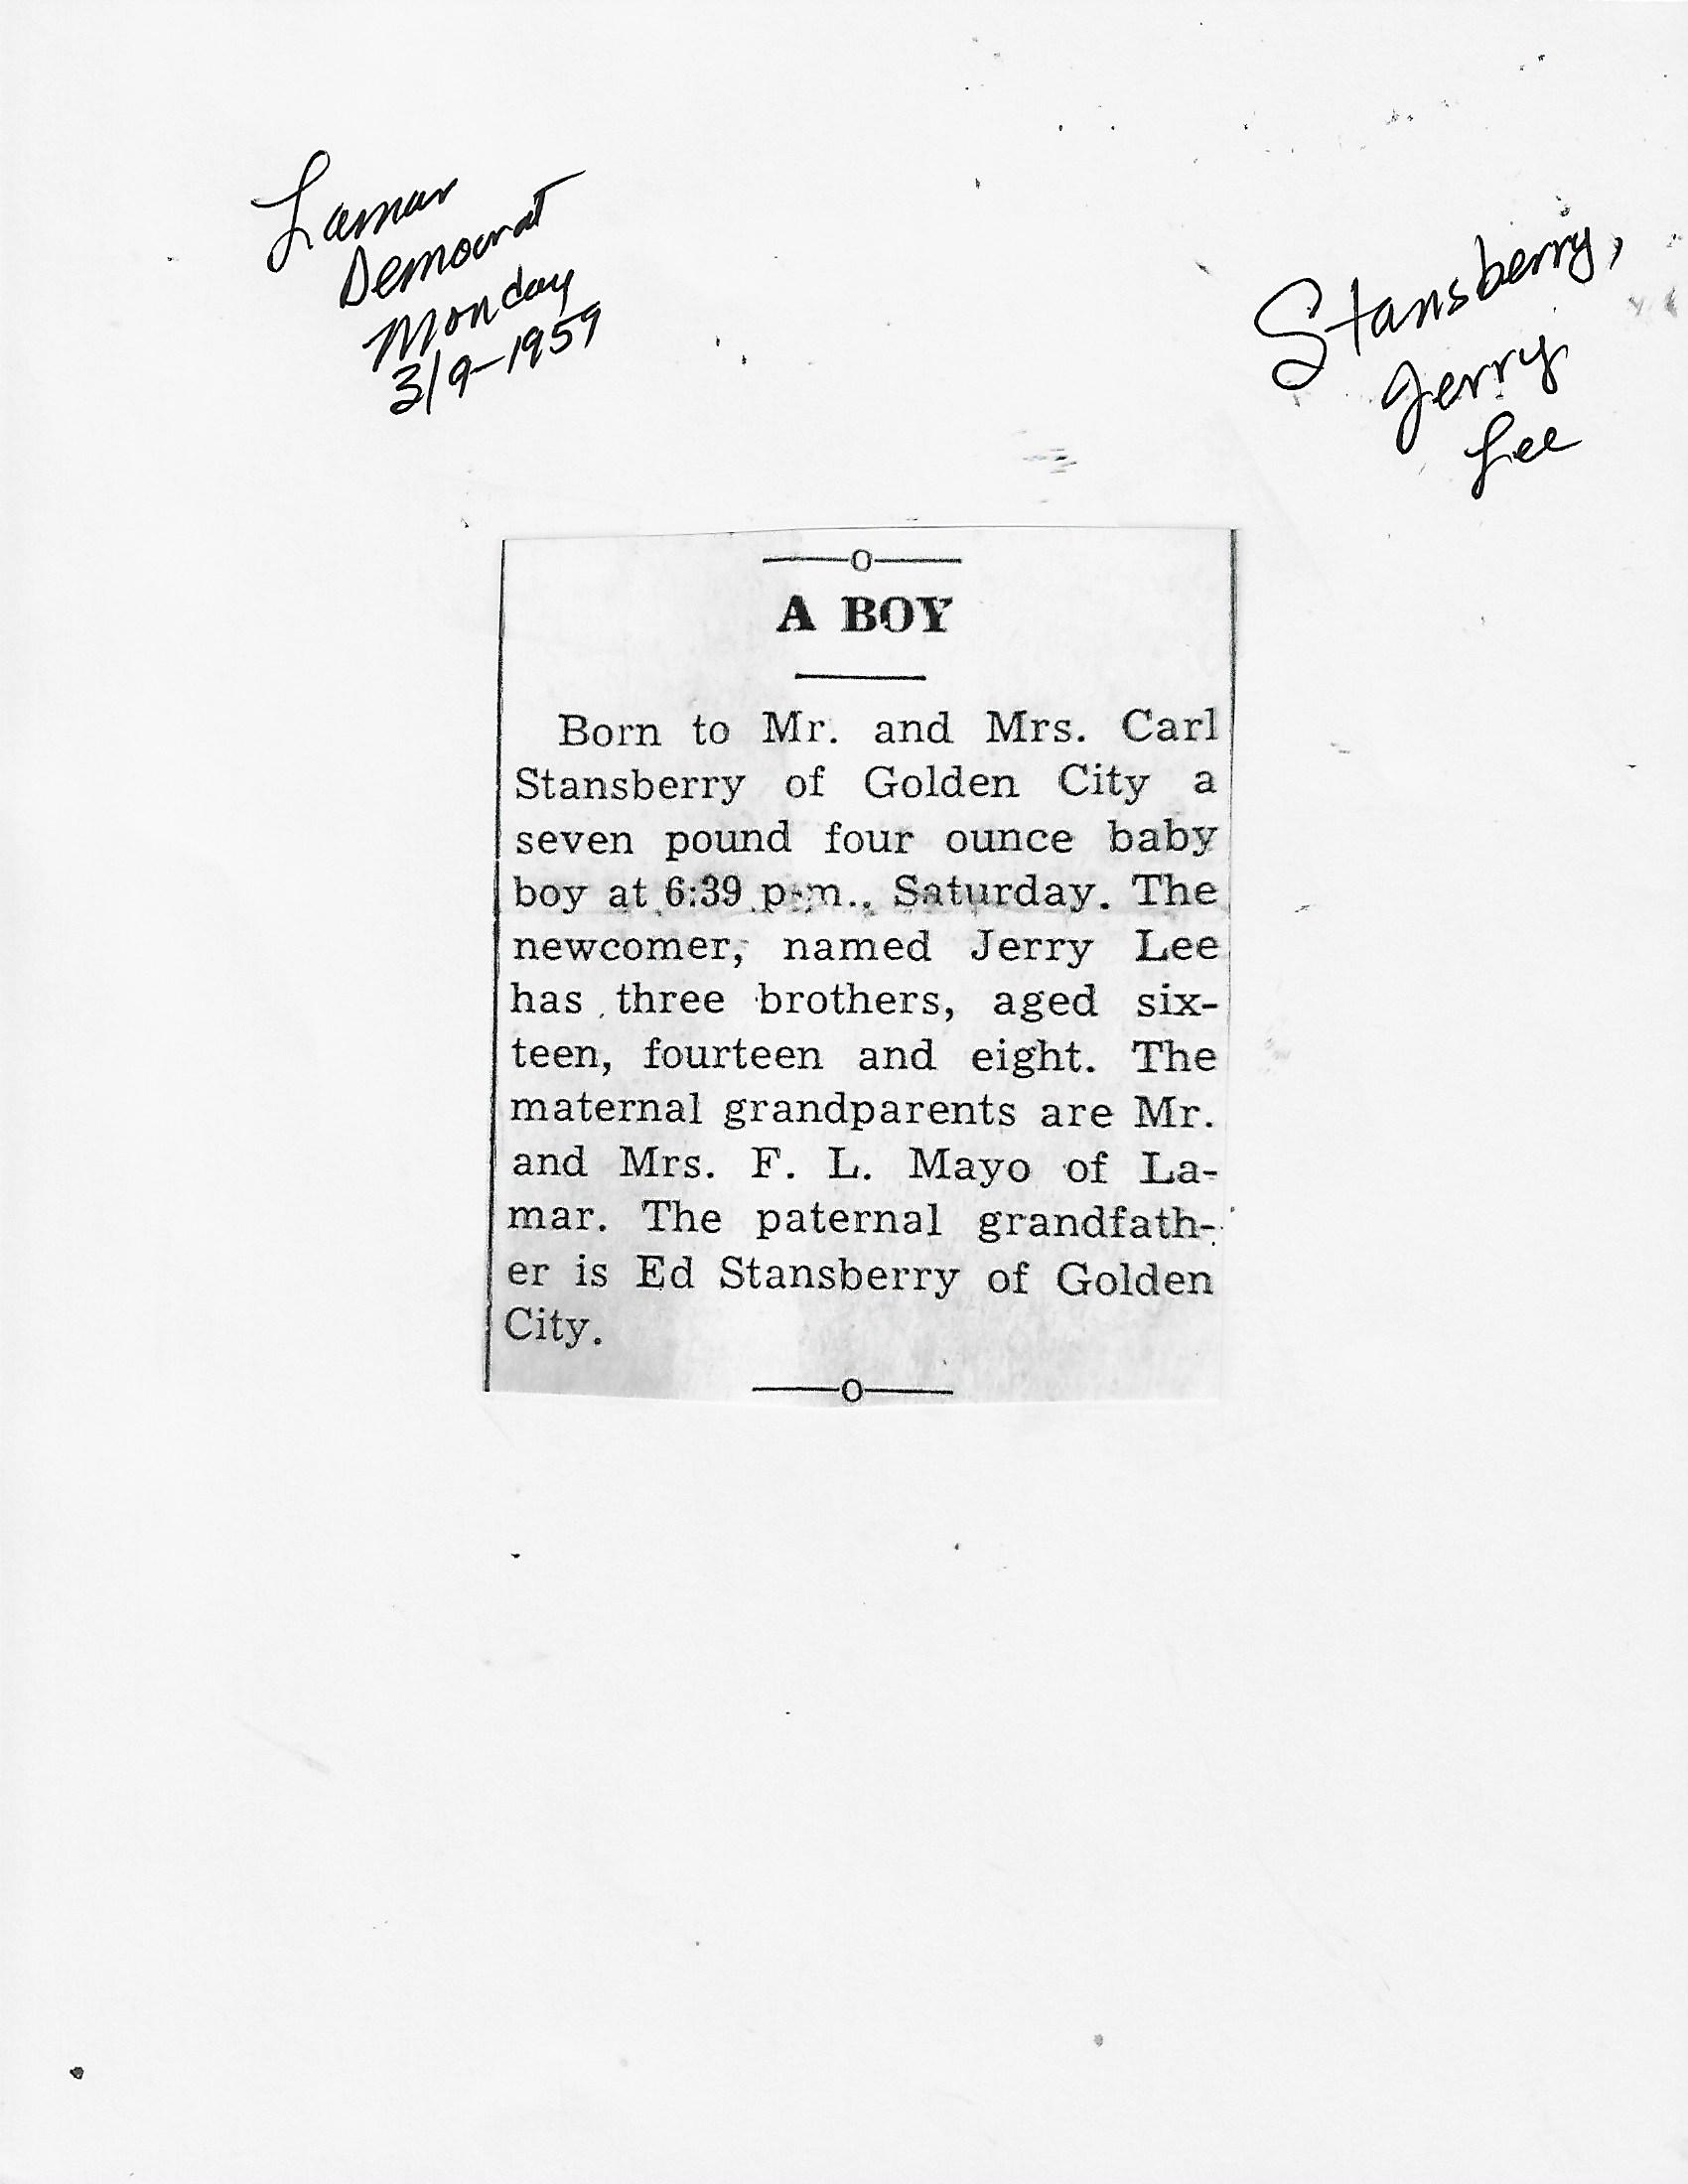 Lamar
Democrat
Monday
3/9-1959
Stansberry,
Jerry
Lee
A BOY
Born to Mr. and Mrs. Carl
Stansberry of Golden City a
seven pound four ounce baby
boy at 6:39 p.m., Saturday. The
newcomer, named Jerry Lee
has three brothers, aged six-
teen, fourteen and eight. The
maternal grandparents are Mr.
and Mrs. F. L. Mayo of La-
mar. The paternal grandfath-
er is Ed Stansberry of Golden
City.